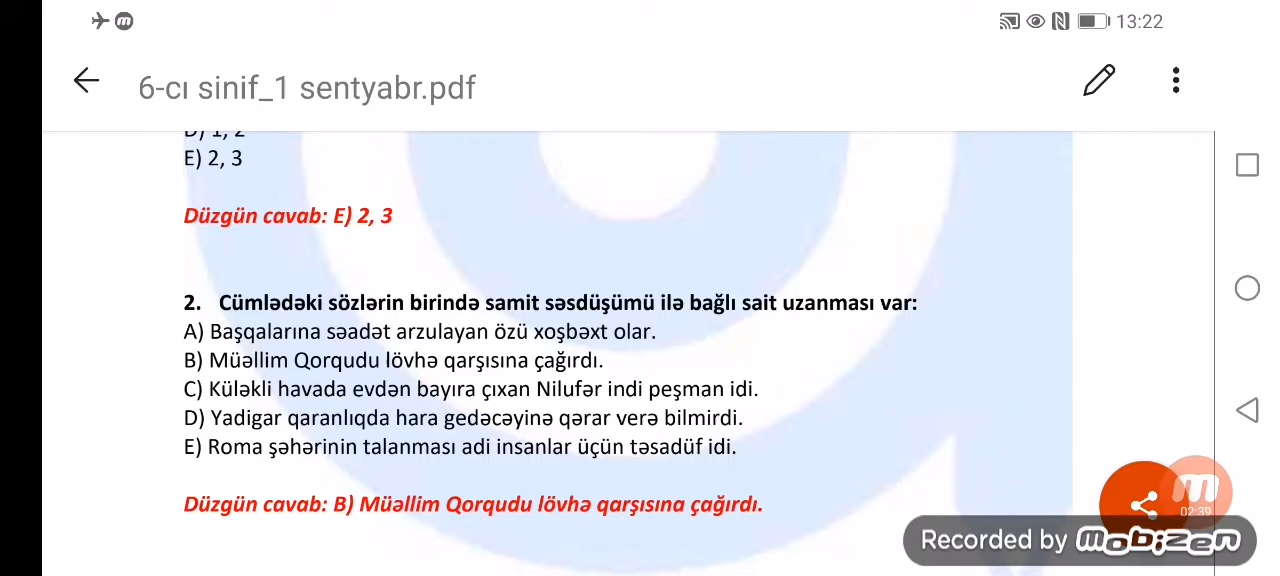 13:22
6-cı sinif_1 sentyabr.pdf
D) 1, 2
E) 2, 3
Düzgün cavab: E) 2, 3
2. Cümlədəki sözlərin birində samit səsdüşümü ilə bağlı sait uzanması var:
A) Başqalarına səadət arzulayan özü xoşbəxt olar.
B) Müəllim Qorqudu lövhə qarşısına çağırdı.
C) Küləkli havada evdən bayıra çıxan Nilufər indi peşman idi.
D) Yadigar qaranlıqda hara gedəcəyinə qərar verə bilmirdi.
E) Roma şəhərinin talanması adi insanlar üçün təsadüf idi.
Düzgün cavab: B) Müəllim Qorqudu lövhə qarşısına çağırdı.
02:39
Recorded by mobizen